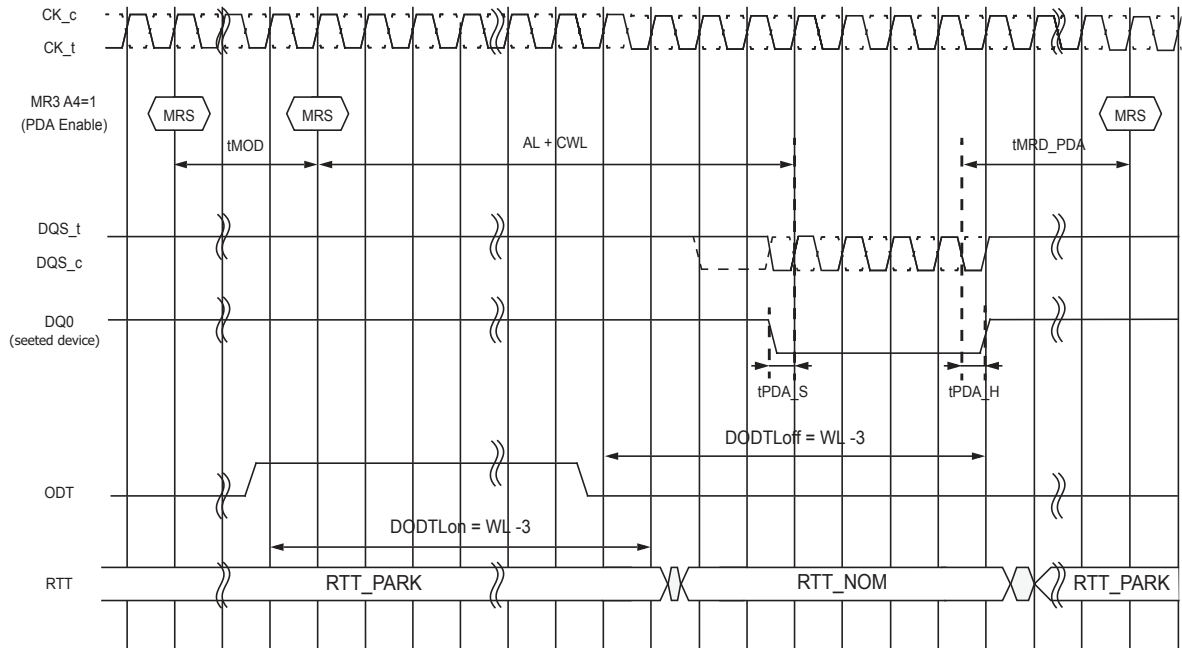 CK_c
CK_t
MR3 A4=1
(PDA Enable)
MRS
MRS
MRS
tMOD
AL + CWL
tMRD_PDA
DQS_t
DQS_c
DQ0
(seeted device)
tPDA_S
tPDA_H
DODTLoff = WL -3
ODT
DODTLon = WL -3
RTT
RTT_PARK
RTT_NOM
RTT_PARK